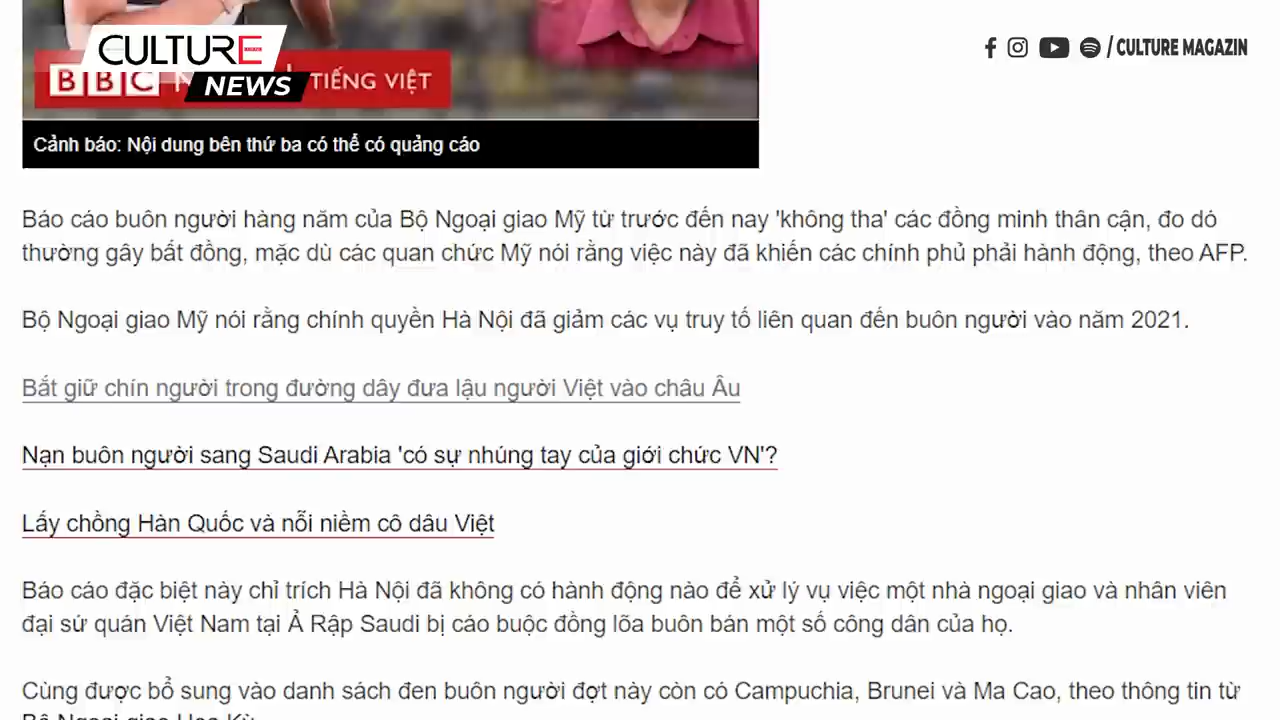 CULTURE
NEWS
/ CULTURE MAGAZIN
BBC TIẾNG VIỆT
Cảnh báo: Nội dung bên thứ ba có thể có quảng cáo
Báo cáo buôn người hàng năm của Bộ Ngoại giao Mỹ từ trước đến nay 'không tha' các đồng minh thân cận, đo dó
thường gây bất đồng, mặc dù các quan chức Mỹ nói rằng việc này đã khiến các chính phủ phải hành động, theo AFP.
Bộ Ngoại giao Mỹ nói rằng chính quyền Hà Nội đã giảm các vụ truy tố liên quan đến buôn người vào năm 2021.
Bắt giữ chín người trong đường dây đưa lậu người Việt vào châu Âu
Nạn buôn người sang Saudi Arabia 'có sự nhúng tay của giới chức VN'?
Lấy chồng Hàn Quốc và nỗi niềm cô dâu Việt
Báo cáo đặc biệt này chỉ trích Hà Nội đã không có hành động nào để xử lý vụ việc một nhà ngoại giao và nhân viên
đại sứ quán Việt Nam tại Ả Rập Saudi bị cáo buộc đồng lõa buôn bán một số công dân của họ.
Cùng được bổ sung vào danh sách đen buôn người đợt này còn có Campuchia, Brunei và Ma Cao, theo thông tin từ
Bộ Ngoại giao Hoa Kỳ.